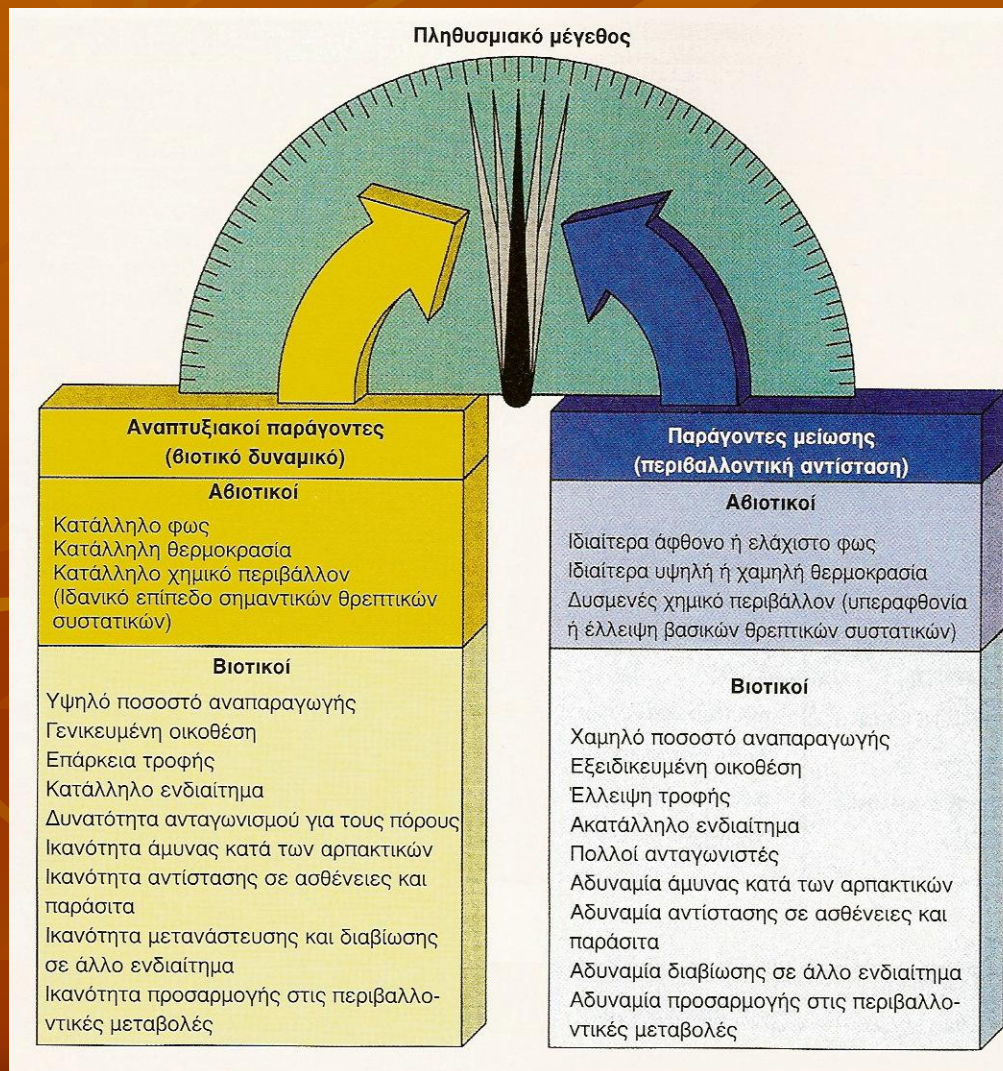 Πληθυσμιακό μέγεθος
Αναπτυξιακοί παράγοντες
(βιοτικό δυναμικό)
Αβιοτικοί
Κατάλληλο φως
Κατάλληλη θερμοκρασία
Κατάλληλο χημικό περιβάλλον
(Ιδανικό επίπεδο σημαντικών θρεπτικών
συστατικών)
Βιοτικοί
Υψηλό ποσοστό αναπαραγωγής
Γενικευμένη οικοθέση
Επάρκεια τροφής
Κατάλληλο ενδιαίτημα
Δυνατότητα ανταγωνισμού για τους πόρους
Ικανότητα άμυνας κατά των αρπακτικών
Ικανότητα αντίστασης σε ασθένειες και
παράσιτα
Ικανότητα μετανάστευσης και διαβίωσης
σε άλλο ενδιαίτημα
Ικανότητα προσαρμογής στις περιβαλλο-
ντικές μεταβολές
Παράγοντες μείωσης
(περιβαλλοντική αντίσταση)
Αβιοτικοί
Ιδιαίτερα άφθονο ή ελάχιστο φως
Ιδιαίτερα υψηλή ή χαμηλή θερμοκρασία
Δυσμενές χημικό περιβάλλον (υπεραφθονία
ή έλλειψη βασικών θρεπτικών συστατικών)
Βιοτικοί
Χαμηλό ποσοστό αναπαραγωγής
Εξειδικευμένη οικοθέση
Έλλειψη τροφής
Ακατάλληλο ενδιαίτημα
Πολλοί ανταγωνιστές
Αδυναμία άμυνας κατά των αρπακτικών
Αδυναμία αντίστασης σε ασθένειες και
παράσιτα
Αδυναμία διαβίωσης σε άλλο ενδιαίτημα
Αδυναμία προσαρμογής στις περιβαλλο-
ντικές μεταβολές